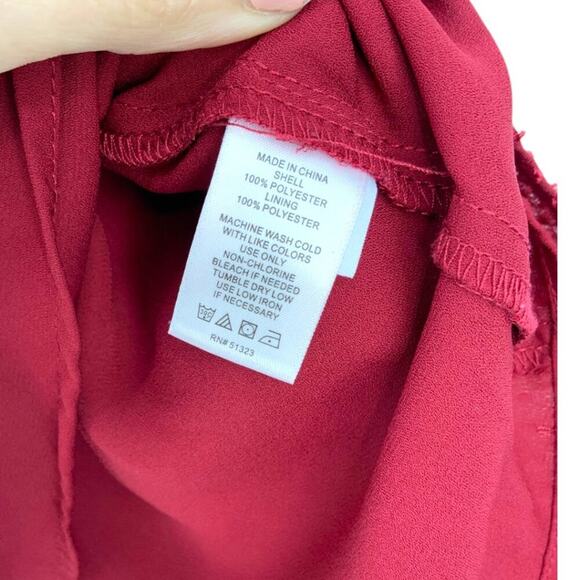 MADE IN CHINA
SHELL
100% POLYESTER
LINING
100% POLYESTER
MACHINE WASH COLD
WITH LIKE COLORS
USE ONLY
NON-CHLORINE
BLEACH IF NEEDED
TUMBLE DRY LOW
USE LOW IRON
IF NECESSARY
RN# 51323